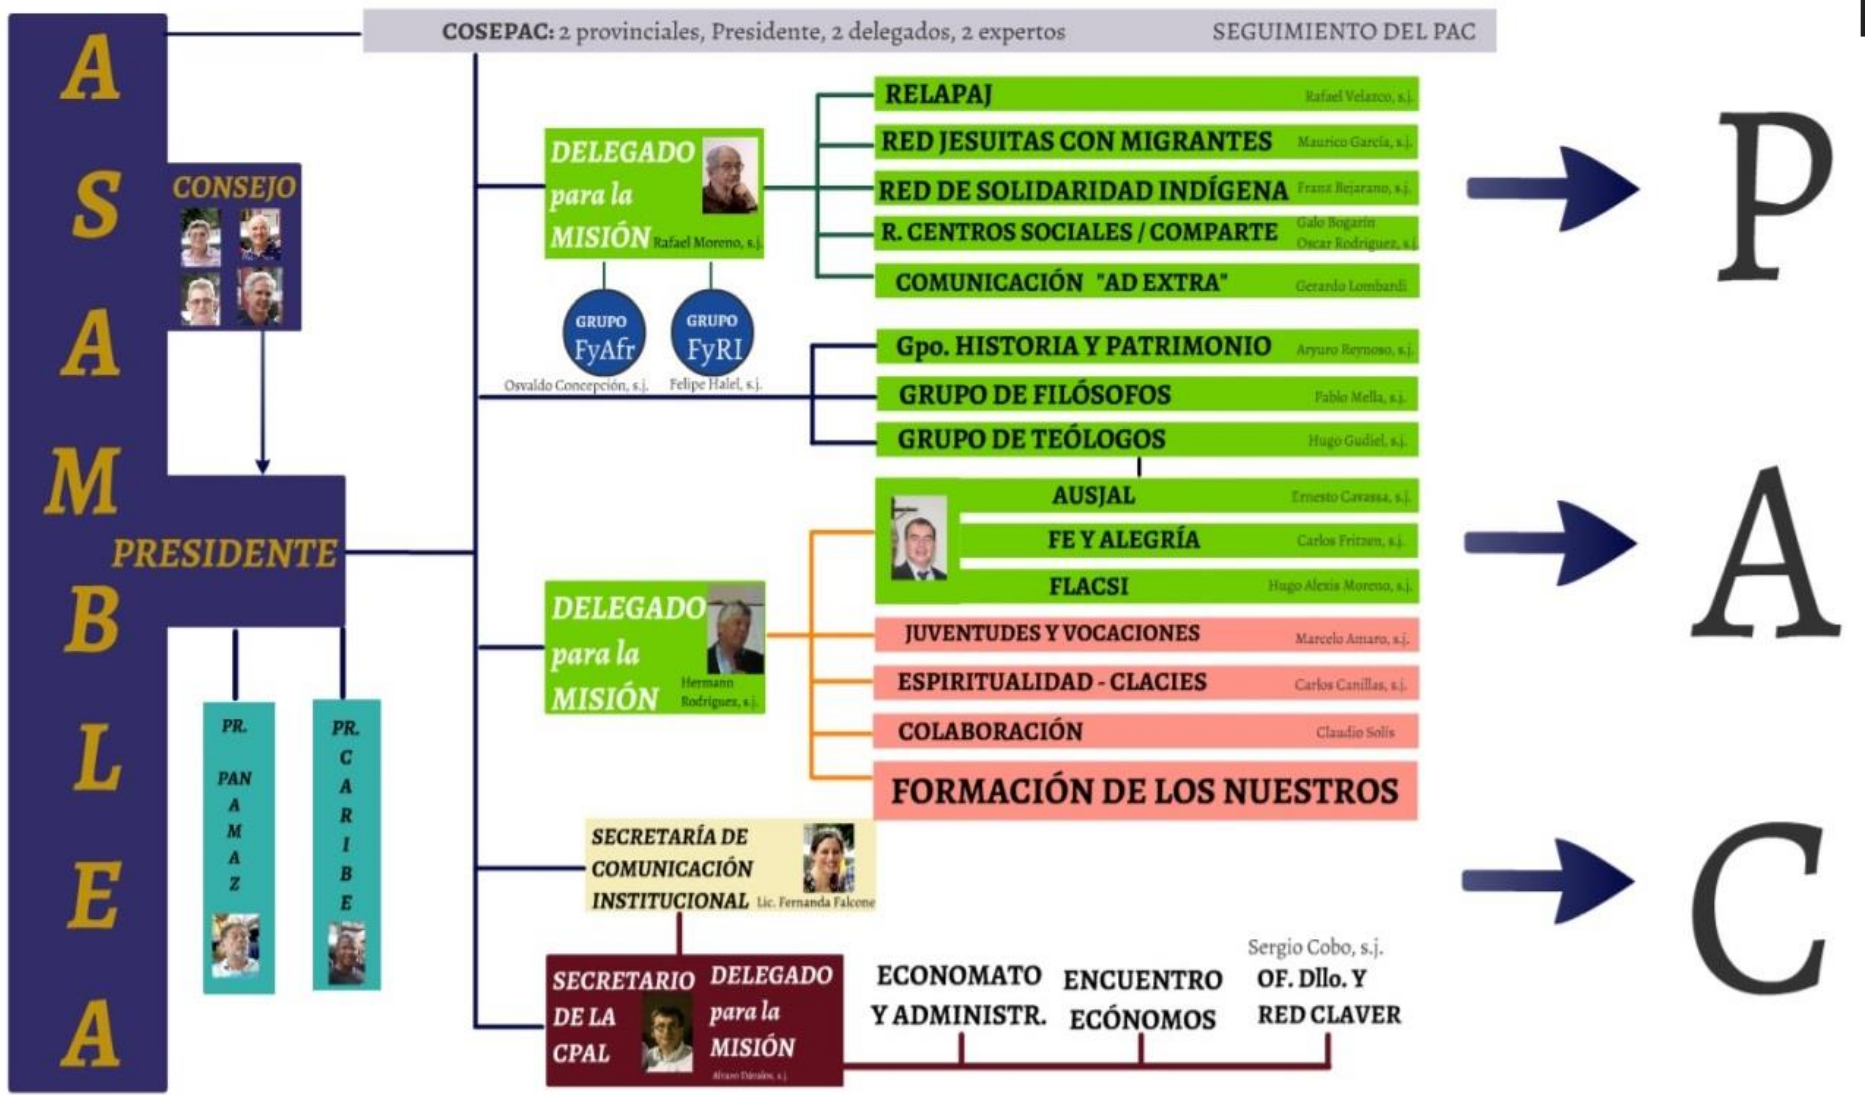 ASAMBLEA
COSEPAC: 2 provinciales, Presidente, 2 delegados, 2 expertos
SEGUIMIENTO DEL PAC
CONSEJO
PRESIDENTE
PR.
PAN
A
M
A
Z
PR.
C
A
R
I
B
E
DELEGADO
para la
MISIÓN Rafael Moreno, s.j.
GRUPO
FyAfr
Osvaldo Concepción, s.j.
GRUPO
FyRI
Felipe Halel, s.j.
RELAPAJ Rafael Velazco, s.j.
RED JESUITAS CON MIGRANTES Maurico García, s.j.
RED DE SOLIDARIDAD INDÍGENA Franz Bejarano, s.j.
R. CENTROS SOCIALES / COMPARTE Galo Bogarín
Oscar Rodríguez, s.j.
COMUNICACIÓN "AD EXTRA" Gerardo Lombardi
Gpo. HISTORIA Y PATRIMONIO Aryuro Reynoso, s.j.
GRUPO DE FILÓSOFOS Pablo Mella, s.j.
GRUPO DE TEÓLOGOS Hugo Gudiel, s.j.
AUSJAL Ernesto Cavassa, s.j.
FE Y ALEGRÍA Carlos Fritzen, s.j.
FLACSI Hugo Alexis Moreno, s.j.
DELEGADO
para la
MISIÓN
Hermann
Rodríguez, s.j.
JUVENTUDES Y VOCACIONES Marcelo Amaro, s.j.
ESPIRITUALIDAD - CLACIES Carlos Canillas, s.j.
COLABORACIÓN Claudio Solís
FORMACIÓN DE LOS NUESTROS
SECRETARÍA DE
COMUNICACIÓN
INSTITUCIONAL Lic. Fernanda Falcone
SECRETARIO
DE LA
CPAL
DELEGADO
para la
MISIÓN
s.j.
ECONOMATO
Y ADMINISTR.
ENCUENTRO
ECÓNOMOS
Sergio Cobo, s.j.
OF. Dllo. Y
RED CLAVER
P
A
C